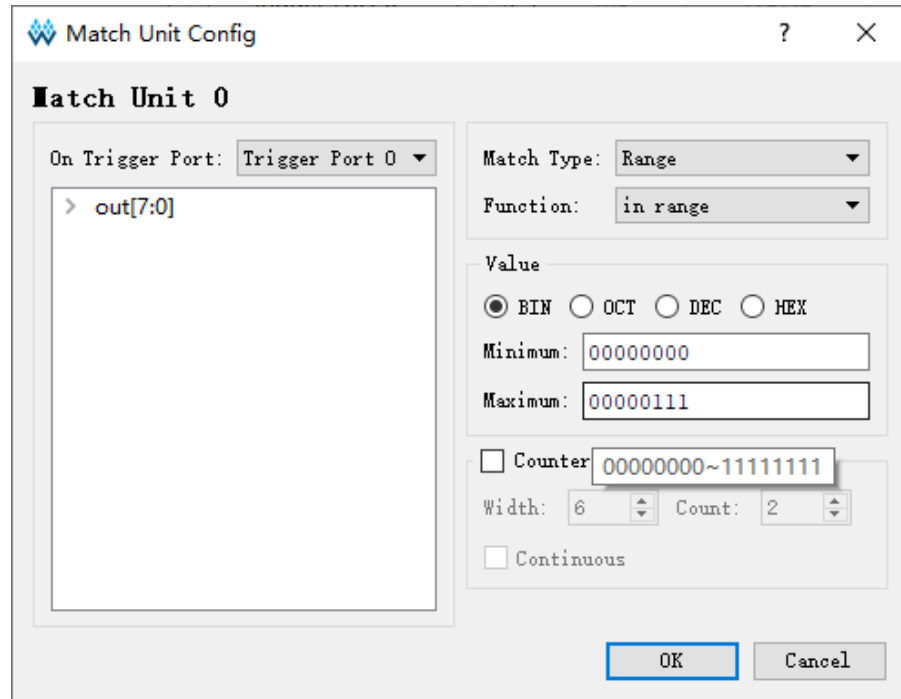 Match Unit Config
?
Match Unit 0
On Trigger Port: Trigger Port 0
out[7:0]
Match Type: Range
Function: in range
Value
BIN OCT DEC HEX
Minimum: 00000000
Maximum: 00000111
Counter
00000000~11111111
Width: 6 Count: 2
Continuous
OK Cancel